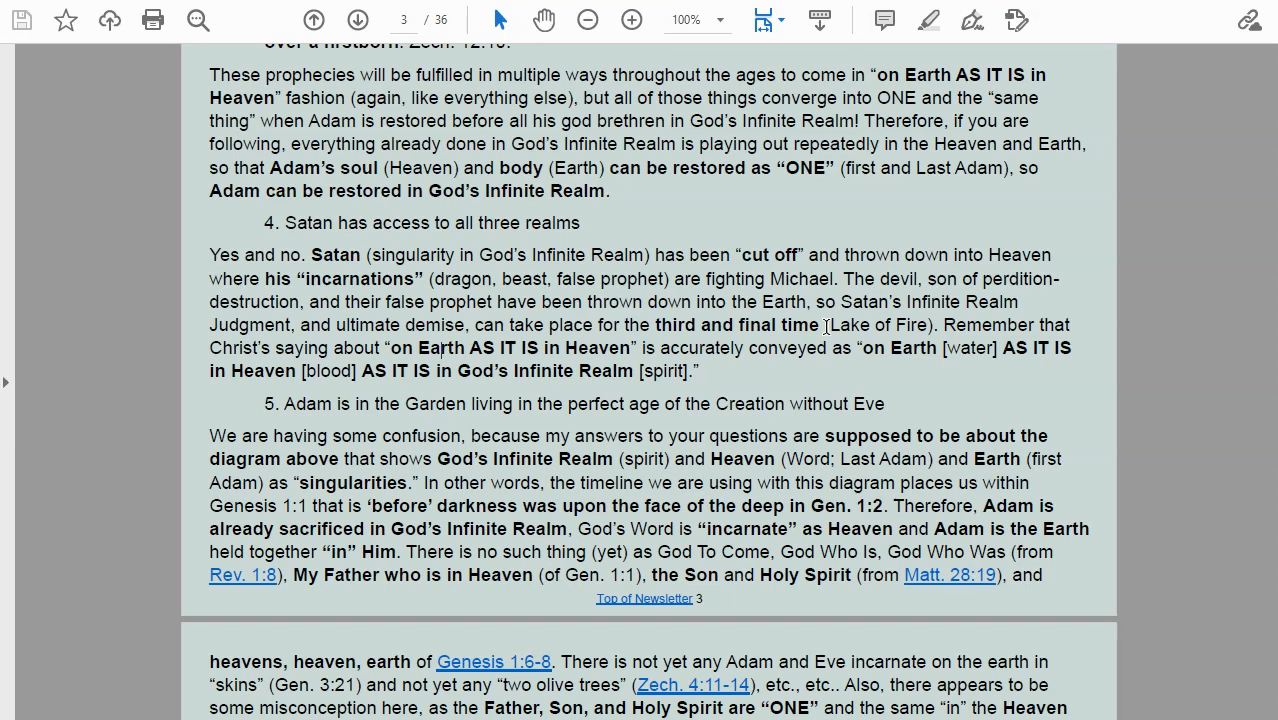 3 / 36
100%
over a firstborn. Zech. 12:10.
These prophecies will be fulfilled in multiple ways throughout the ages to come in “on Earth AS IT IS in
Heaven” fashion (again, like everything else), but all of those things converge into ONE and the “same
thing” when Adam is restored before all his god brethren in God’s Infinite Realm! Therefore, if you are
following, everything already done in God’s Infinite Realm is playing out repeatedly in the Heaven and Earth,
so that Adam’s soul (Heaven) and body (Earth) can be restored as “ONE” (first and Last Adam), so
Adam can be restored in God’s Infinite Realm.
4. Satan has access to all three realms
Yes and no. Satan (singularity in God’s Infinite Realm) has been “cut off” and thrown down into Heaven
where his “incarnations” (dragon, beast, false prophet) are fighting Michael. The devil, son of perdition-
destruction, and their false prophet have been thrown down into the Earth, so Satan’s Infinite Realm
Judgment, and ultimate demise, can take place for the third and final time (Lake of Fire). Remember that
Christ’s saying about “on Earth AS IT IS in Heaven” is accurately conveyed as “on Earth [water] AS IT IS
in Heaven [blood] AS IT IS in God’s Infinite Realm [spirit].”
5. Adam is in the Garden living in the perfect age of the Creation without Eve
We are having some confusion, because my answers to your questions are supposed to be about the
diagram above that shows God’s Infinite Realm (spirit) and Heaven (Word; Last Adam) and Earth (first
Adam) as “singularities.” In other words, the timeline we are using with this diagram places us within
Genesis 1:1 that is ‘before’ darkness was upon the face of the deep in Gen. 1:2. Therefore, Adam is
already sacrificed in God’s Infinite Realm, God’s Word is “incarnate” as Heaven and Adam is the Earth
held together “in” Him. There is no such thing (yet) as God To Come, God Who Is, God Who Was (from
Rev. 1:8), My Father who is in Heaven (of Gen. 1:1), the Son and Holy Spirit (from Matt. 28:19), and
Top of Newsletter 3
heavens, heaven, earth of Genesis 1:6-8. There is not yet any Adam and Eve incarnate on the earth in
“skins” (Gen. 3:21) and not yet any “two olive trees” (Zech. 4:11-14), etc., etc.. Also, there appears to be
some misconception here, as the Father, Son, and Holy Spirit are “ONE” and the same “in” the Heaven